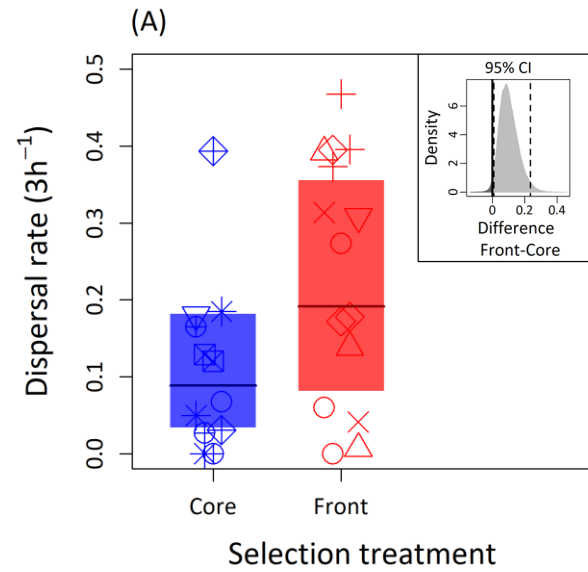 (A)
Dispersal rate (3h⁻¹)
0.5
0.4
0.3
0.2
0.1
0.0
Core
Front
Selection treatment
95% CI
Density
6
4
2
0
0
0.2
0.4
Difference
Front-Core